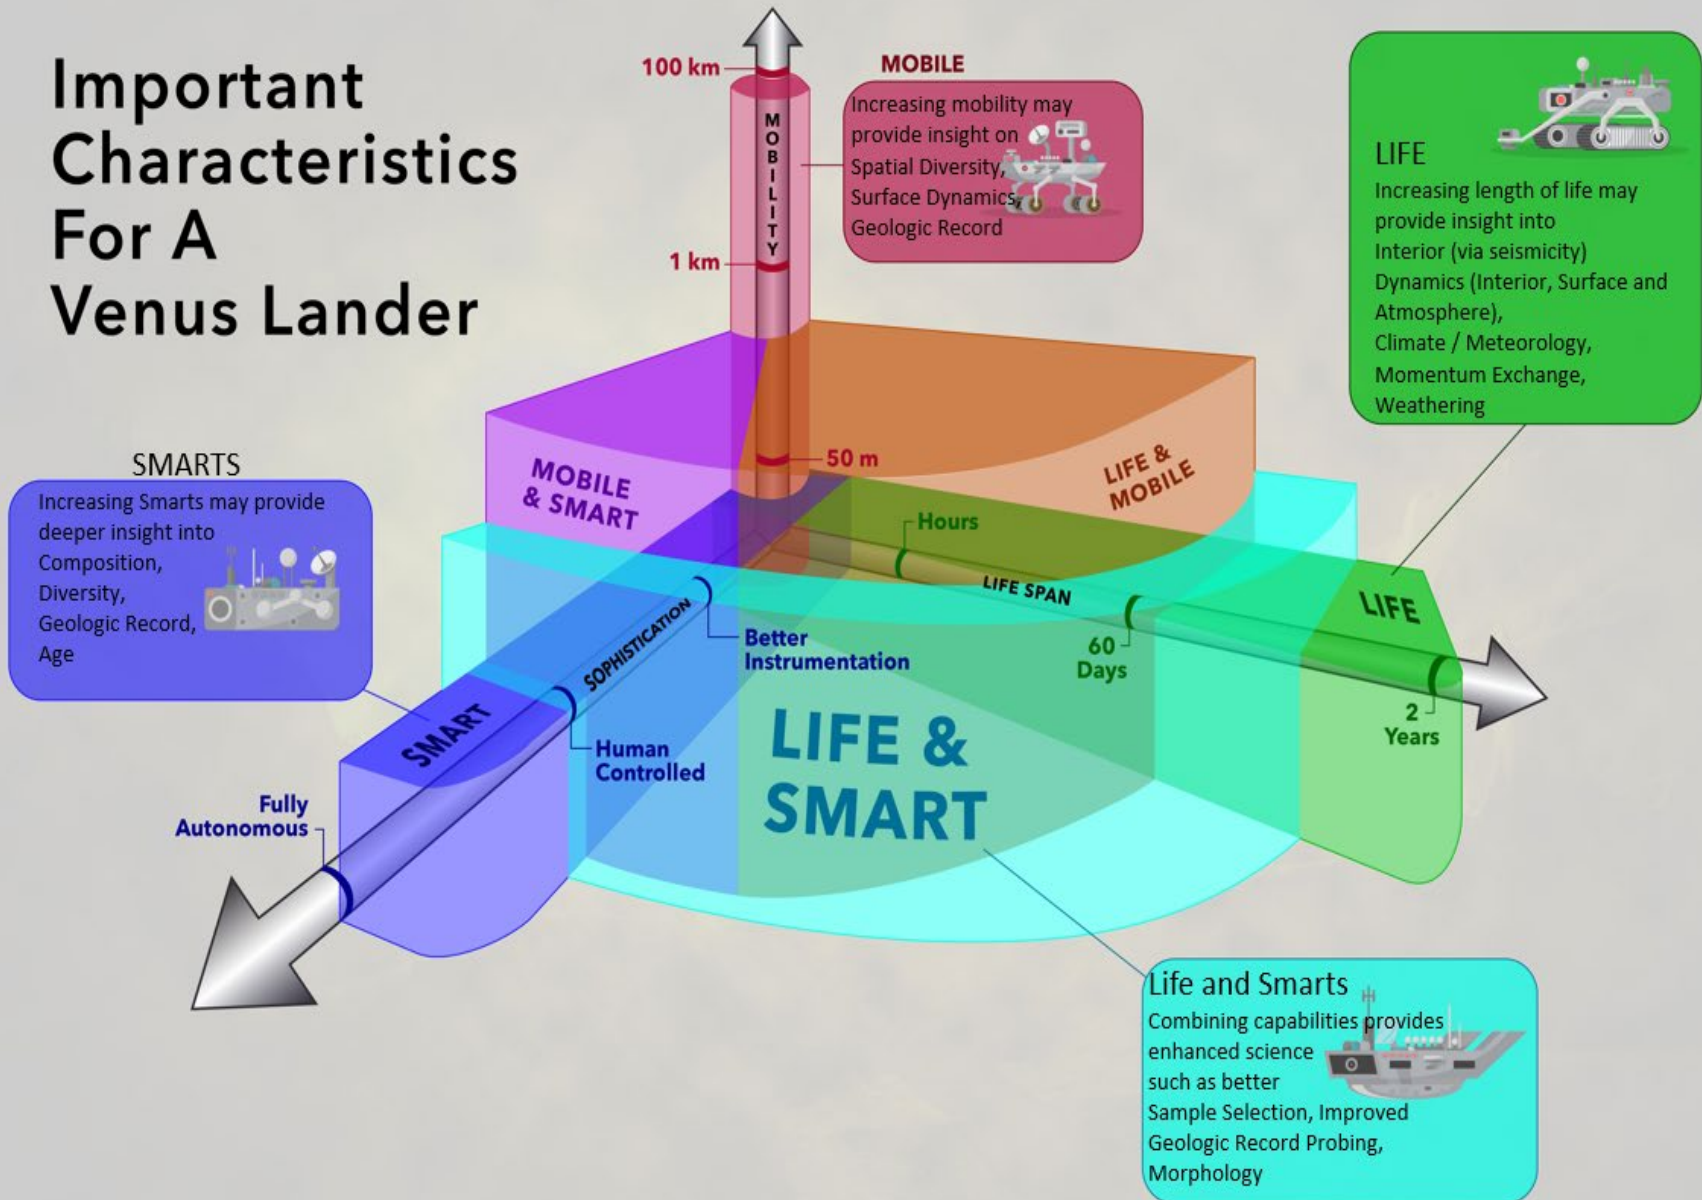 Important
Characteristics
For A
Venus Lander
100 km
1 km
50 m
MOBILITY
MOBILE
Increasing mobility may
provide insight on
Spatial Diversity,
Surface Dynamics,
Geologic Record
LIFE
Increasing length of life may
provide insight into
Interior (via seismicity)
Dynamics (Interior, Surface and
Atmosphere),
Climate / Meteorology,
Momentum Exchange,
Weathering
SMARTS
Increasing Smarts may provide
deeper insight into
Composition,
Diversity,
Geologic Record,
Age
MOBILE
& SMART
LIFE &
MOBILE
Hours
LIFE SPAN
60
Days
LIFE
2
Years
SOPHISTICATION
Better
Instrumentation
Human
Controlled
SMART
Fully
Autonomous
LIFE &
SMART
Life and Smarts
Combining capabilities provides
enhanced science
such as better
Sample Selection, Improved
Geologic Record Probing,
Morphology